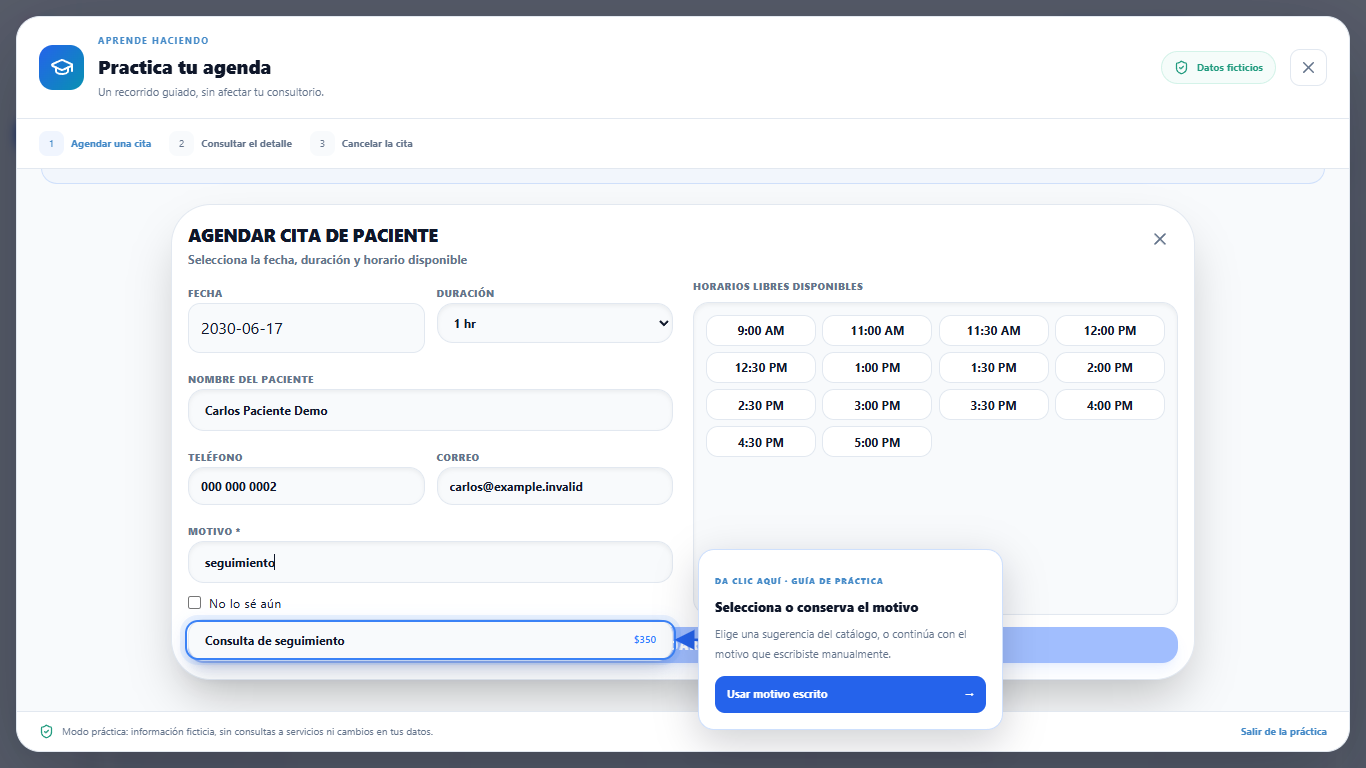 APRENDE HACIENDO
Practica tu agenda
Un recorrido guiado, sin afectar tu consultorio.
Datos ficticios
1 Agendar una cita
2 Consultar el detalle
3 Cancelar la cita
AGENDAR CITA DE PACIENTE
Selecciona la fecha, duración y horario disponible
FECHA
2030-06-17
DURACIÓN
1 hr
NOMBRE DEL PACIENTE
Carlos Paciente Demo
TELÉFONO
000 000 0002
CORREO
carlos@example.invalid
MOTIVO *
seguimiento
No lo sé aún
Consulta de seguimiento $350
HORARIOS LIBRES DISPONIBLES
9:00 AM 11:00 AM 11:30 AM 12:00 PM
12:30 PM 1:00 PM 1:30 PM 2:00 PM
2:30 PM 3:00 PM 3:30 PM 4:00 PM
4:30 PM 5:00 PM
DA CLIC AQUÍ · GUÍA DE PRÁCTICA
Selecciona o conserva el motivo
Elige una sugerencia del catálogo, o continúa con el
motivo que escribiste manualmente.
Usar motivo escrito →
Modo práctica: información ficticia, sin consultas a servicios ni cambios en tus datos.
Salir de la práctica